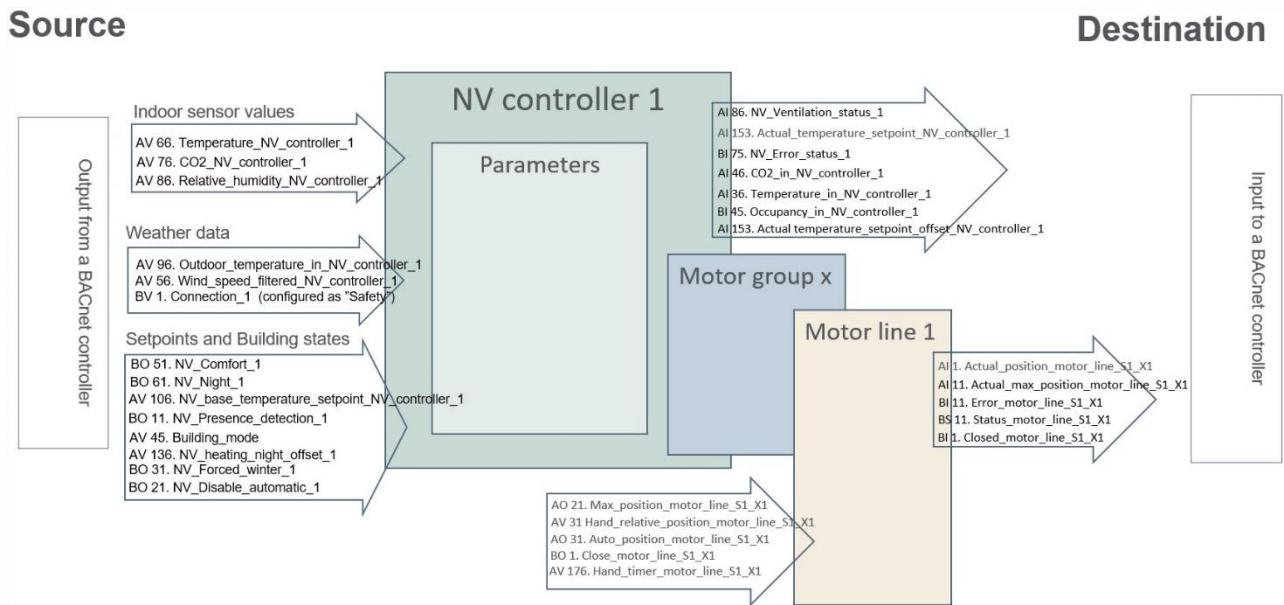 Source
Destination
Output from a BACnet controller
Indoor sensor values
AV 66. Temperature_NV_controller_1
AV 76. CO2_NV_controller_1
AV 86. Relative_humidity_NV_controller_1
Weather data
AV 96. Outdoor_temperature_in_NV_controller_1
AV 56. Wind_speed_filtered_NV_controller_1
BV 1. Connection_1 (configured as "Safety")
Setpoints and Building states
BO 51. NV_Comfort_1
BO 61. NV_Night_1
AV 106. NV_base_temperature_setpoint_NV_controller_1
BO 11. NV_Presence_detection_1
AV 45. Building_mode
AV 136. NV_heating_night_offset_1
BO 31. NV_Forced_winter_1
BO 21. NV_Disable_automatic_1
NV controller 1
Parameters
AI 86. NV_Ventilation_status_1
AI 153. Actual_temperature_setpoint_NV_controller_1
BI 75. NV_Error_status_1
AI 46. CO2_in_NV_controller_1
AI 36. Temperature_in_NV_controller_1
BI 45. Occupancy_in_NV_controller_1
AI 153. Actual temperature_setpoint_offset_NV_controller_1
Motor group x
Motor line 1
AI 1. Actual_position_motor_line_S1_X1
AI 11. Actual_max_position_motor_line_S1_X1
BI 11. Error_motor_line_S1_X1
BS 11. Status_motor_line_S1_X1
BI 1. Closed_motor_line_S1_X1
AO 21. Max_position_motor_line_S1_X1
AV 31 Hand_relative_position_motor_line_S1_X1
AO 31. Auto_position_motor_line_S1_X1
BO 1. Close_motor_line_S1_X1
AV 176. Hand_timer_motor_line_S1_X1
Input to a BACnet controller